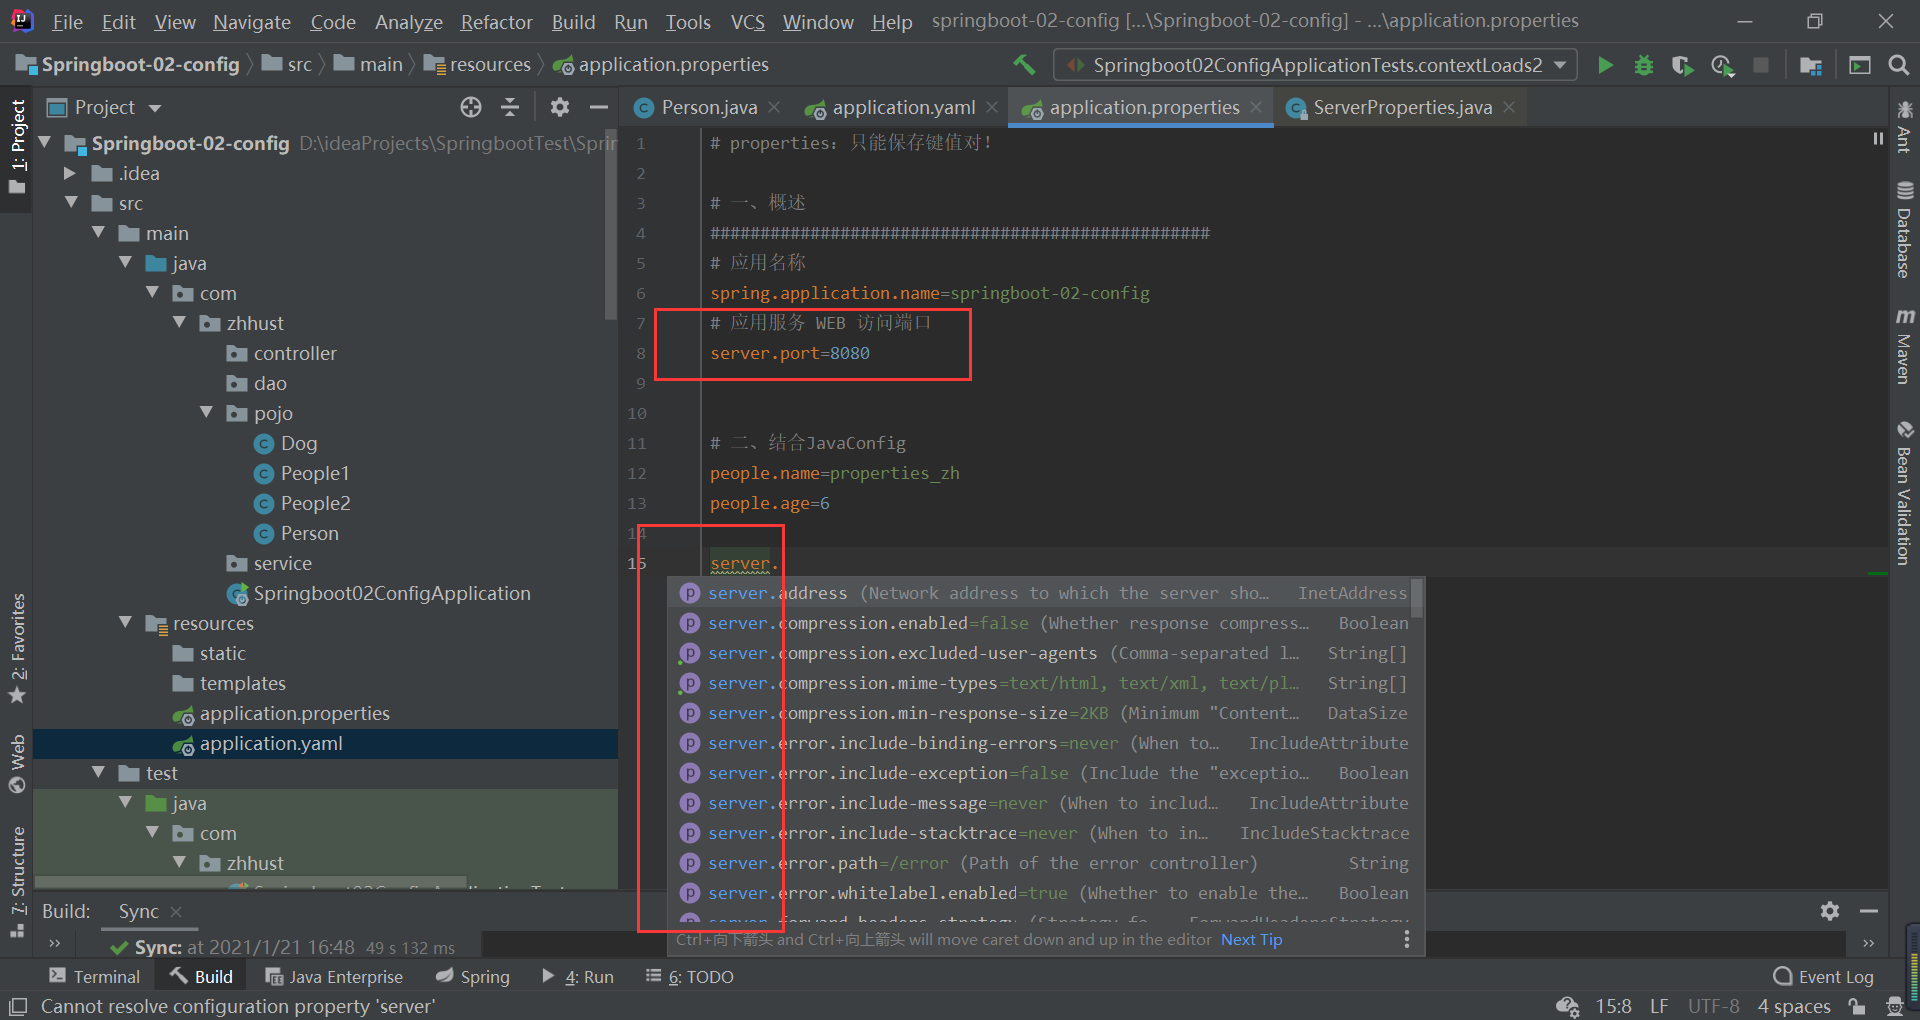 File Edit View Navigate Code Analyze Refactor Build Run Tools VCS Window Help springboot-02-config [...\Springboot-02-config] - ...\application.properties
Springboot-02-config src main resources application.properties Springboot02ConfigApplicationTests.contextLoads2
Project
Person.java application.yaml application.properties ServerProperties.java
1: Project
2: Favorites
Web
7: Structure
Springboot-02-config D:\ideaProjects\SpringbootTest\Sprin
.idea
src
main
java
com
zhhust
controller
dao
pojo
Dog
People1
People2
Person
service
Springboot02ConfigApplication
resources
static
templates
application.properties
application.yaml
test
java
com
zhhust
1 # properties：只能保存键值对！
2
3 # 一、概述
4 ##################################################
5 # 应用名称
6 spring.application.name=springboot-02-config
7 # 应用服务 WEB 访问端口
8 server.port=8080
9
10
11 # 二、结合JavaConfig
12 people.name=properties_zh
13 people.age=6
14
15 server.
server.address (Network address to which the server sho... InetAddress
server.compression.enabled=false (Whether response compress... Boolean
server.compression.excluded-user-agents (Comma-separated l... String[]
server.compression.mime-types=text/html, text/xml, text/pl... String[]
server.compression.min-response-size=2KB (Minimum "Content... DataSize
server.error.include-binding-errors=never (When to... IncludeAttribute
server.error.include-exception=false (Include the "exceptio... Boolean
server.error.include-message=never (When to includ... IncludeAttribute
server.error.include-stacktrace=never (When to in... IncludeStacktrace
server.error.path=/error (Path of the error controller) String
server.error.whitelabel.enabled=true (Whether to enable the... Boolean
server.forward-headers-strategy (Strategy fo... ForwardHeadersStrategy
Ctrl+向下箭头 and Ctrl+向上箭头 will move caret down and up in the editor Next Tip
Ant
Database
Maven
Bean Validation
Build: Sync
Sync: at 2021/1/21 16:48 49 s 132 ms
Terminal Build Java Enterprise Spring 4: Run 6: TODO Event Log
Cannot resolve configuration property 'server' 15:8 LF UTF-8 4 spaces